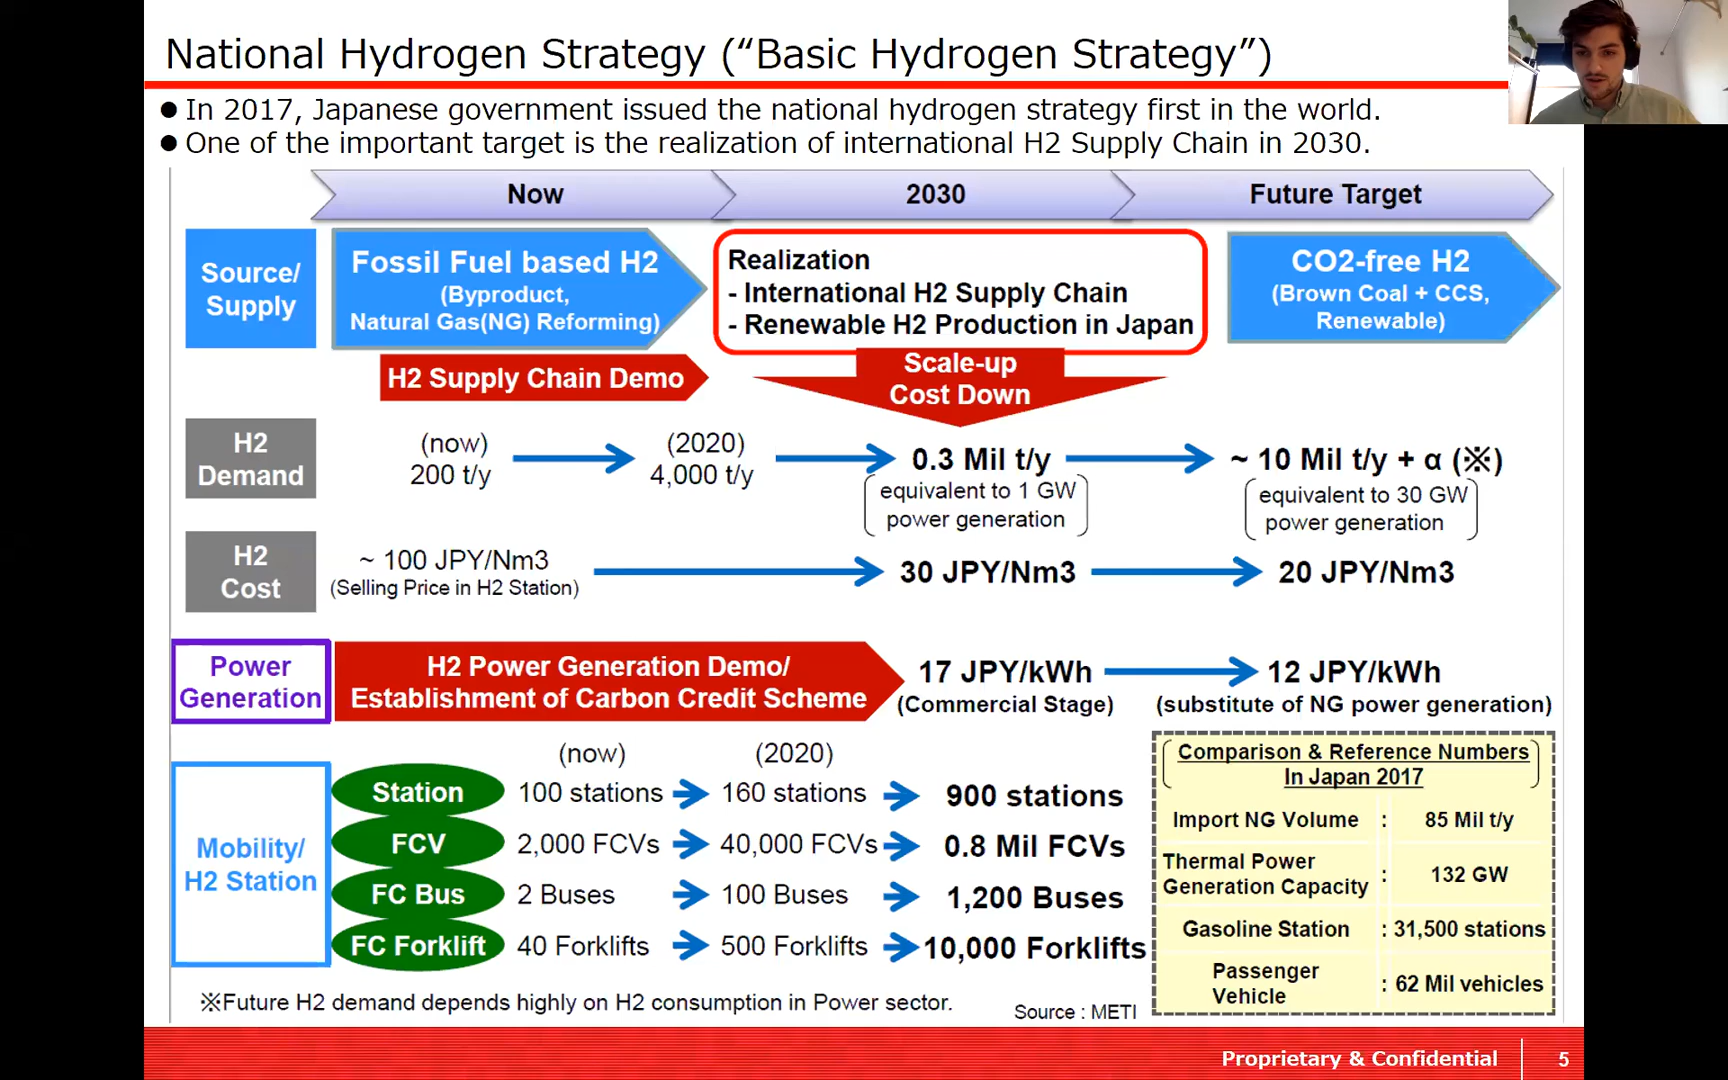 National Hydrogen Strategy (“Basic Hydrogen Strategy”)
● In 2017, Japanese government issued the national hydrogen strategy first in the world.
● One of the important target is the realization of international H2 Supply Chain in 2030.
Now
2030
Future Target
Source/
Supply
Fossil Fuel based H2
(Byproduct,
Natural Gas(NG) Reforming)
Realization
- International H2 Supply Chain
- Renewable H2 Production in Japan
CO2-free H2
(Brown Coal + CCS,
Renewable)
H2 Supply Chain Demo
Scale-up
Cost Down
H2
Demand
(now)
200 t/y
(2020)
4,000 t/y
0.3 Mil t/y
equivalent to 1 GW
power generation
~ 10 Mil t/y + α (※)
equivalent to 30 GW
power generation
H2
Cost
~ 100 JPY/Nm3
(Selling Price in H2 Station)
30 JPY/Nm3
20 JPY/Nm3
Power
Generation
H2 Power Generation Demo/
Establishment of Carbon Credit Scheme
17 JPY/kWh
(Commercial Stage)
12 JPY/kWh
(substitute of NG power generation)
Mobility/
H2 Station
(now)
(2020)
Station
100 stations
160 stations
900 stations
FCV
2,000 FCVs
40,000 FCVs
0.8 Mil FCVs
FC Bus
2 Buses
100 Buses
1,200 Buses
FC Forklift
40 Forklifts
500 Forklifts
10,000 Forklifts
Comparison & Reference Numbers
In Japan 2017
Import NG Volume : 85 Mil t/y
Thermal Power
Generation Capacity : 132 GW
Gasoline Station : 31,500 stations
Passenger
Vehicle : 62 Mil vehicles
※Future H2 demand depends highly on H2 consumption in Power sector.
Source : METI
Proprietary & Confidential
5